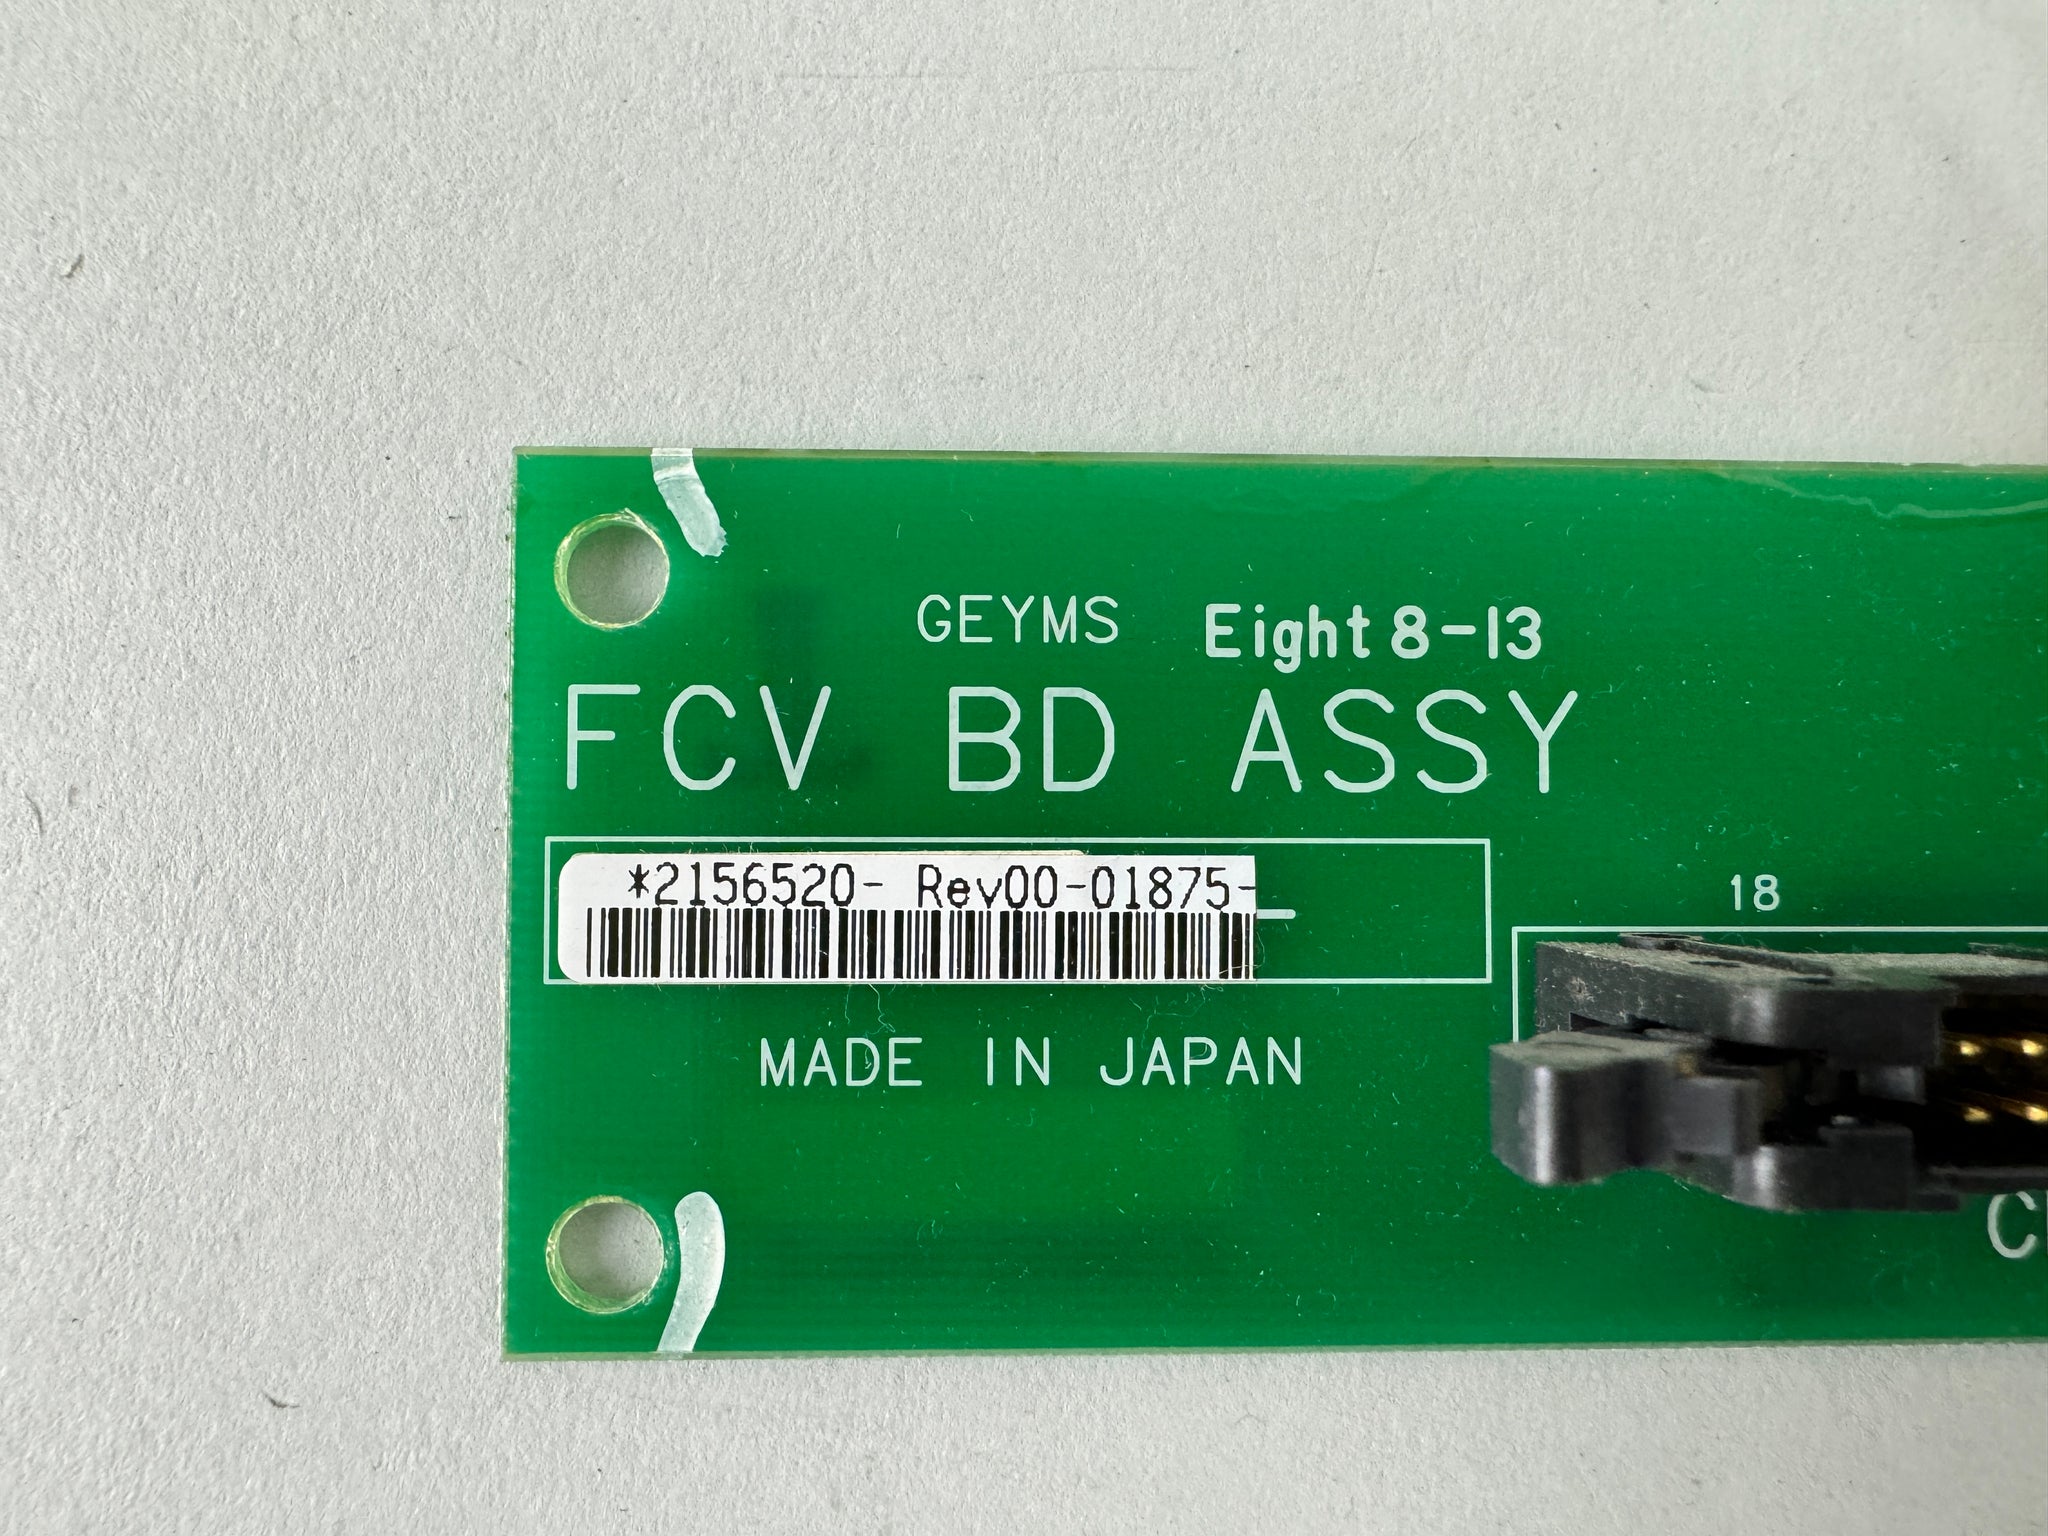 GEYMS Eight 8-13
FCV BD ASSY
*2156520- Rev00-01875-
18
MADE IN JAPAN
C